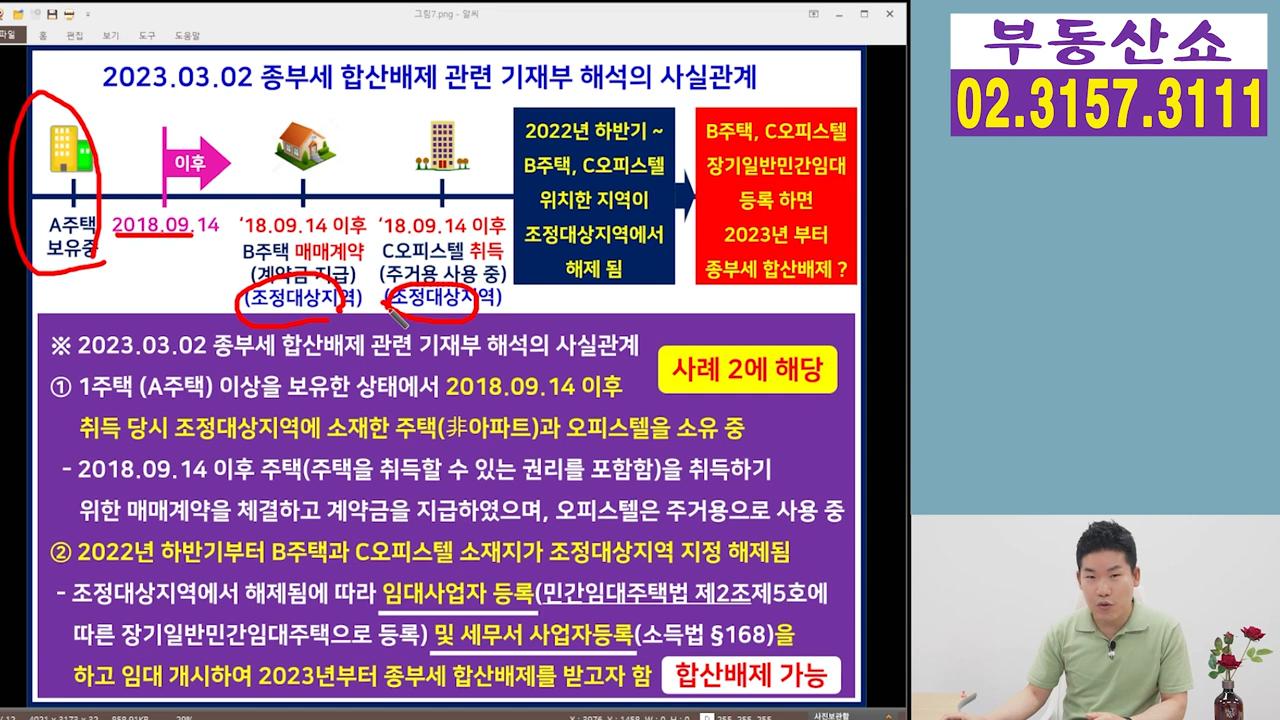 그림7.png - 알씨
파일 홈 편집 보기 도구 도움말
부동산쇼
02.3157.3111
2023.03.02 종부세 합산배제 관련 기재부 해석의 사실관계
이후
A주택
보유중
2018.09.14
‘18.09.14 이후
B주택 매매계약
(계약금 지급)
(조정대상지역)
‘18.09.14 이후
C오피스텔 취득
(주거용 사용 중)
(조정대상지역)
2022년 하반기 ~
B주택, C오피스텔
위치한 지역이
조정대상지역에서
해제 됨
B주택, C오피스텔
장기일반민간임대
등록 하면
2023년 부터
종부세 합산배제 ?
※ 2023.03.02 종부세 합산배제 관련 기재부 해석의 사실관계
사례 2에 해당
① 1주택 (A주택) 이상을 보유한 상태에서 2018.09.14 이후
취득 당시 조정대상지역에 소재한 주택(非아파트)과 오피스텔을 소유 중
- 2018.09.14 이후 주택(주택을 취득할 수 있는 권리를 포함함)을 취득하기
위한 매매계약을 체결하고 계약금을 지급하였으며, 오피스텔은 주거용으로 사용 중
② 2022년 하반기부터 B주택과 C오피스텔 소재지가 조정대상지역 지정 해제됨
- 조정대상지역에서 해제됨에 따라 임대사업자 등록(민간임대주택법 제2조제5호에
따른 장기일반민간임대주택으로 등록) 및 세무서 사업자등록(소득법 §168)을
하고 임대 개시하여 2023년부터 종부세 합산배제를 받고자 함 합산배제 가능